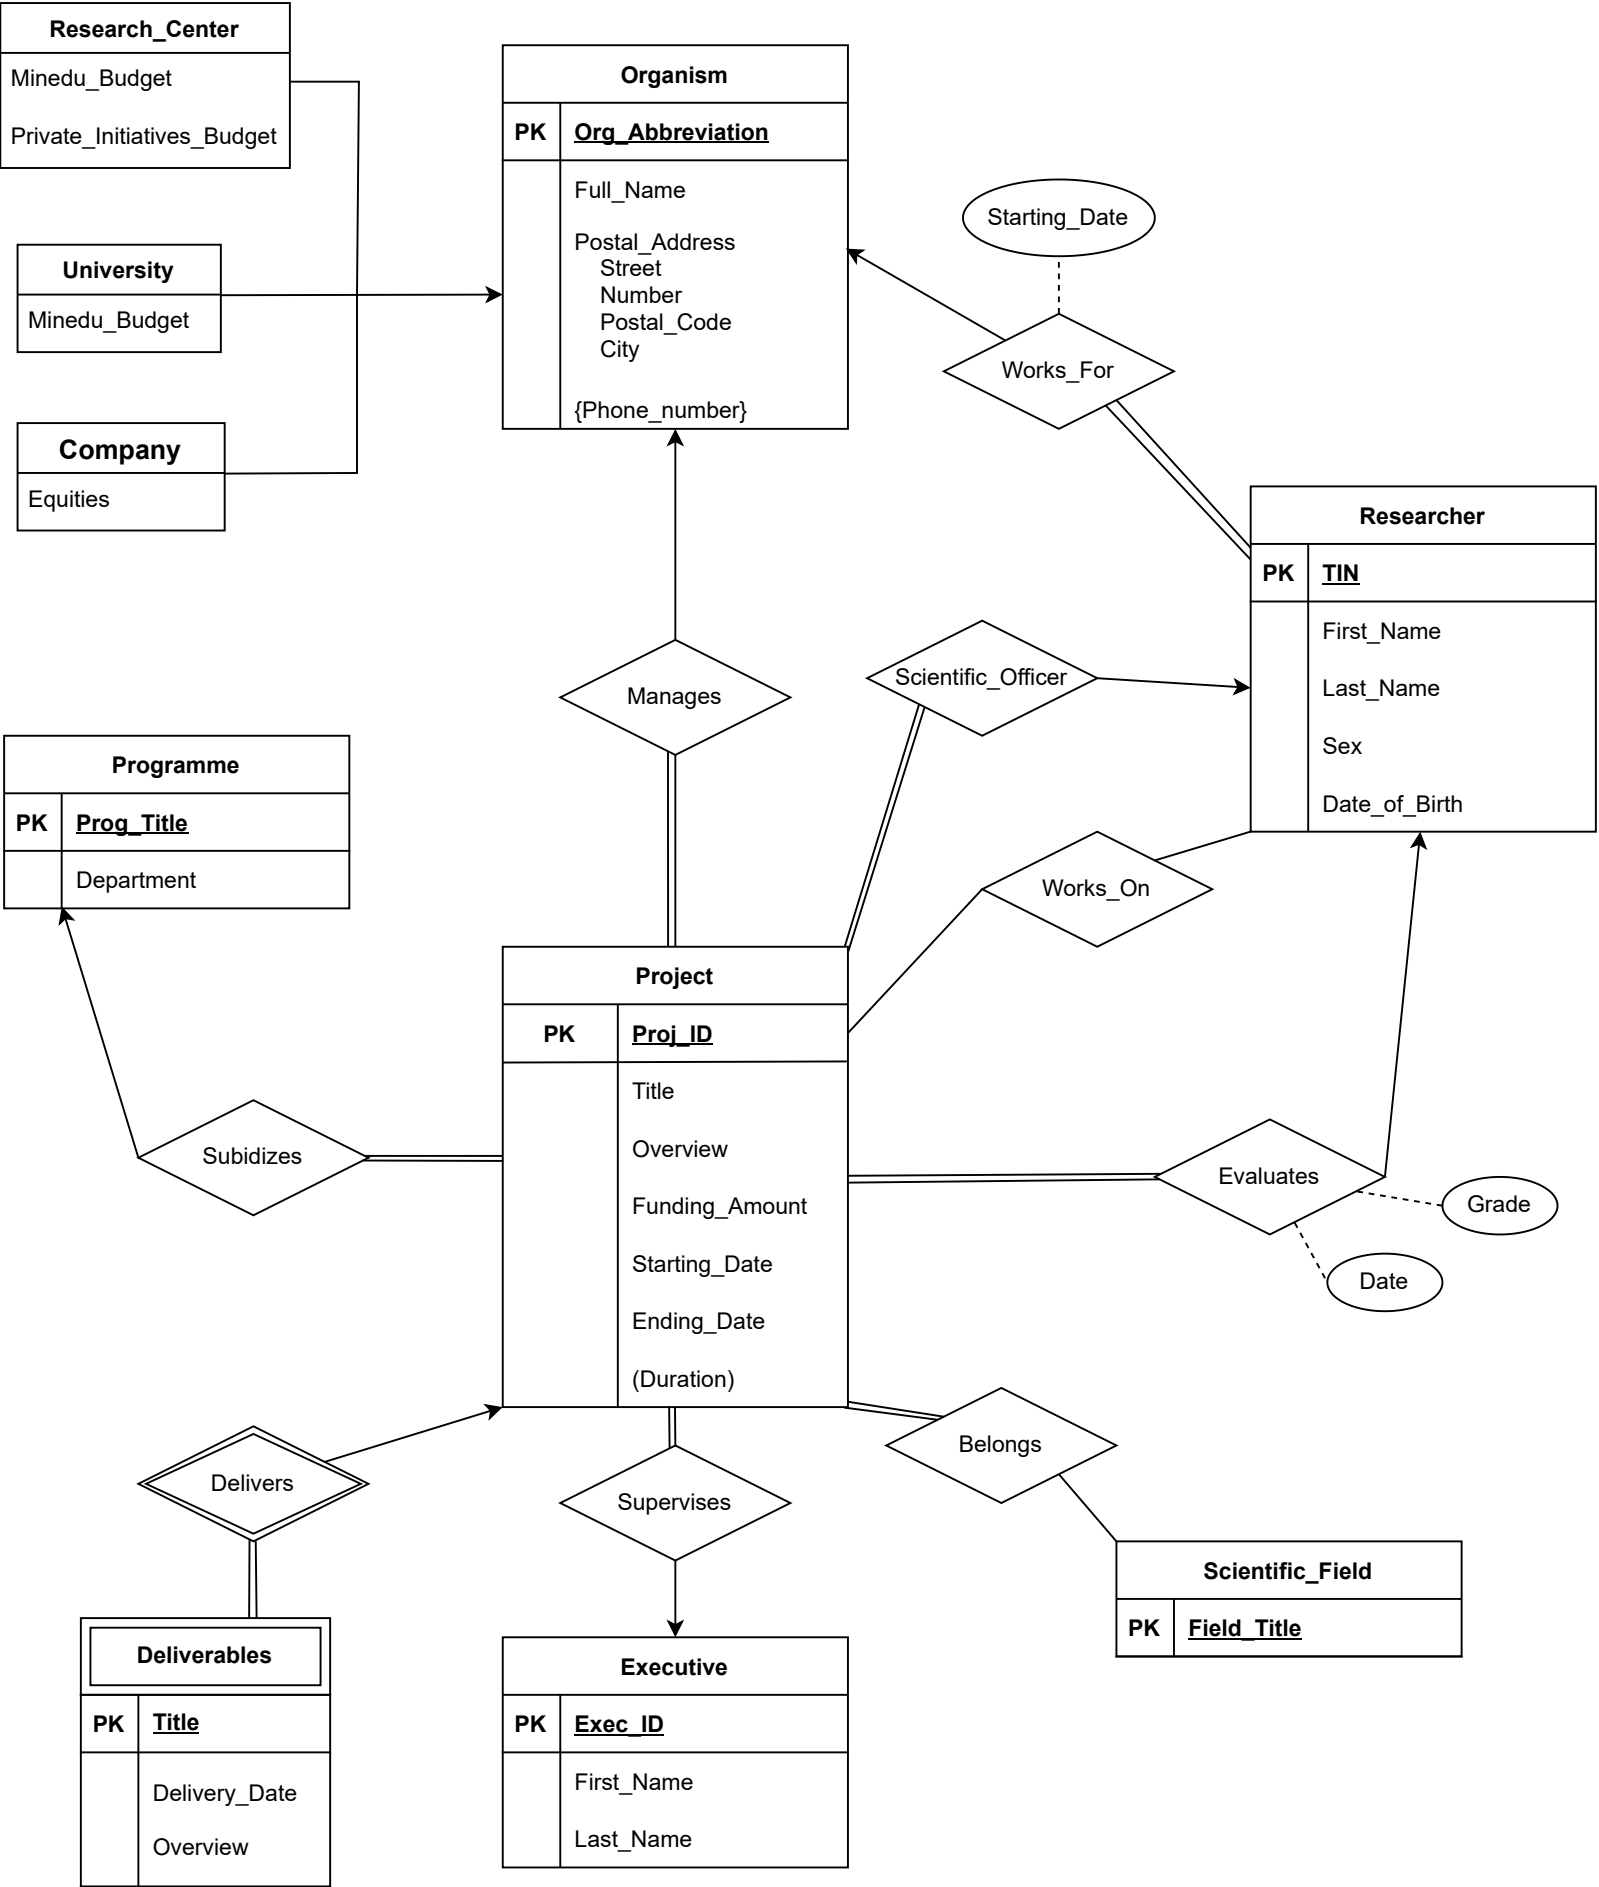 Research_Center
Minedu_Budget
Private_Initiatives_Budget
University
Minedu_Budget
Company
Equities
Organism
PK Org_Abbreviation
Full_Name
Postal_Address
Street
Number
Postal_Code
City
{Phone_number}
Starting_Date
Works_For
Researcher
PK TIN
First_Name
Last_Name
Sex
Date_of_Birth
Manages
Scientific_Officer
Works_On
Programme
PK Prog_Title
Department
Subidizes
Project
PK Proj_ID
Title
Overview
Funding_Amount
Starting_Date
Ending_Date
(Duration)
Evaluates
Grade
Date
Delivers
Supervises
Belongs
Scientific_Field
PK Field_Title
Deliverables
PK Title
Delivery_Date
Overview
Executive
PK Exec_ID
First_Name
Last_Name